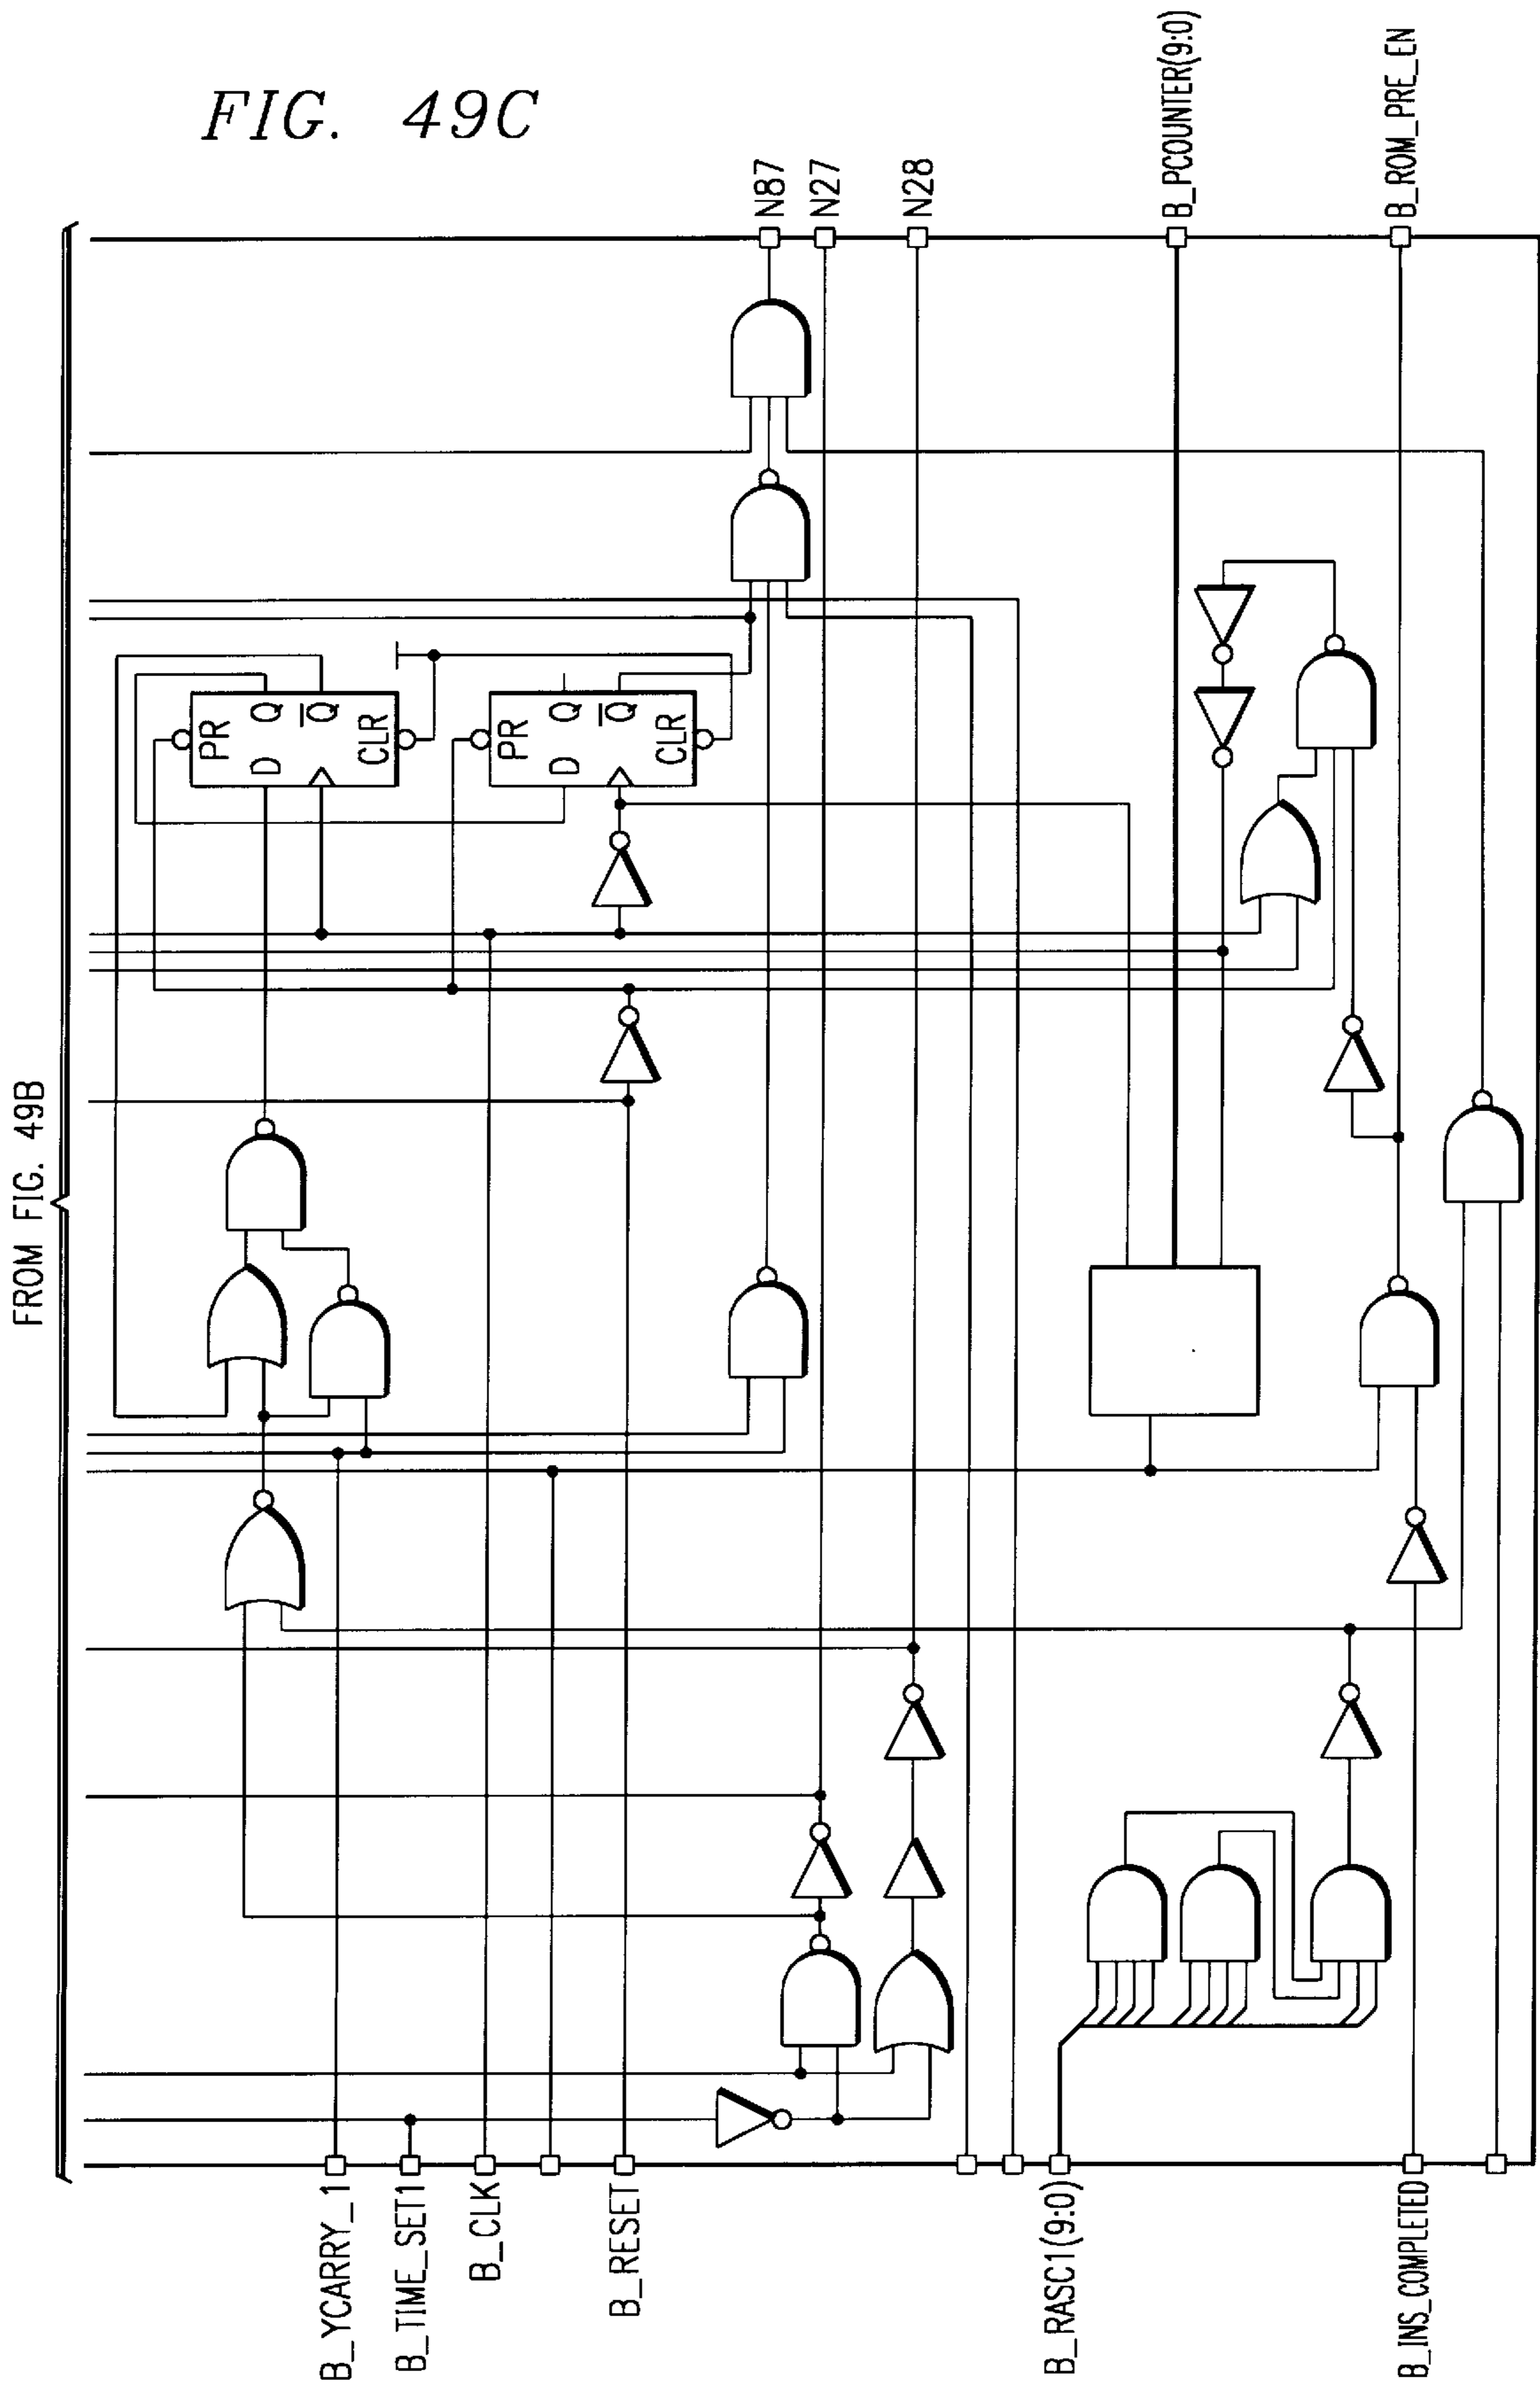 FIG. 49C
FROM FIG. 49B
N87
N27
N28
B_PCOUNTER(9:0)
B_ROM_PRE_EN
PR
D Q
Q
CLR
PR
D Q
Q
CLR
B_YCARRY_1
B_TIME_SET1
B_CLK
B_RESET
B_RASC1(9:0)
B_INS_COMPLETED